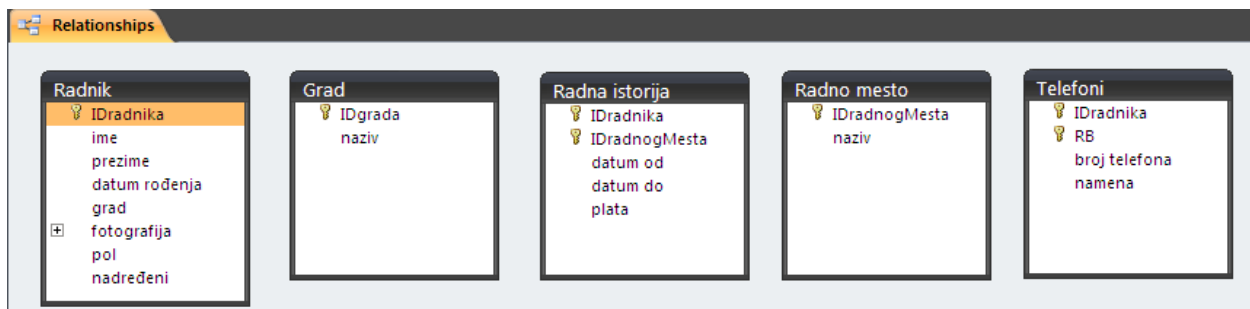 Relationships
Radnik
IDradnika
ime
prezime
datum rođenja
grad
fotografija
pol
nadređeni
Grad
IDgrada
naziv
Radna istorija
IDradnika
IDradnogMesta
datum od
datum do
plata
Radno mesto
IDradnogMesta
naziv
Telefoni
IDradnika
RB
broj telefona
namena